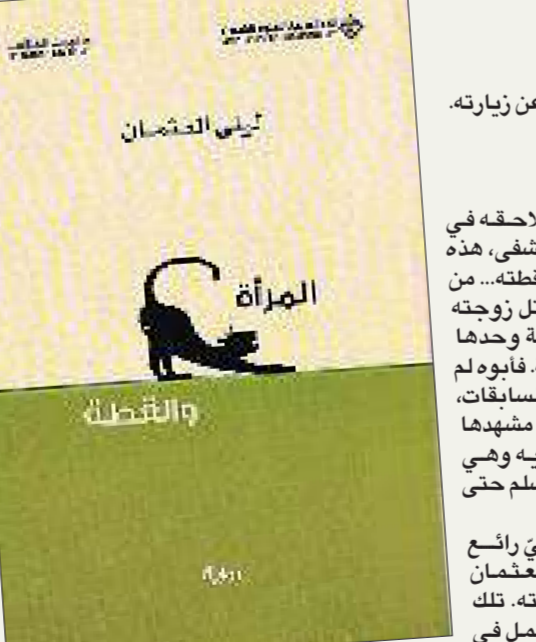 ليلى العثمان
المرأة
والقطة
رواية
عن زيارته.
لاحقه في
شفى، هذه
قطته... من
تل زوجته
ة وحدها
. فأبوه لم
سابقات،
مشهدها
يه وهي
سلم حتى
يّ رائع
عثمان
ته. تلك
مل في